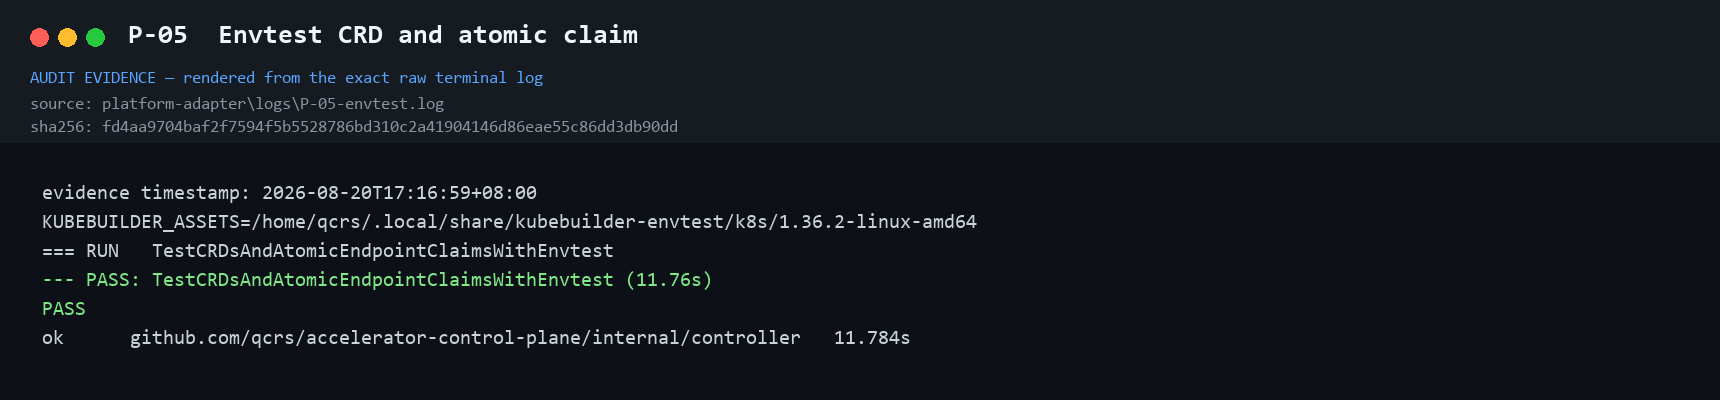 P-05  Envtest CRD and atomic claim
AUDIT EVIDENCE — rendered from the exact raw terminal log
source: platform-adapter\logs\P-05-envtest.log
sha256: fd4aa9704baf2f7594f5b5528786bd310c2a41904146d86eae55c86dd3db90dd
evidence timestamp: 2026-08-20T17:16:59+08:00
KUBEBUILDER_ASSETS=/home/qcrs/.local/share/kubebuilder-envtest/k8s/1.36.2-linux-amd64
=== RUN   TestCRDsAndAtomicEndpointClaimsWithEnvtest
--- PASS: TestCRDsAndAtomicEndpointClaimsWithEnvtest (11.76s)
PASS
ok      github.com/qcrs/accelerator-control-plane/internal/controller   11.784s